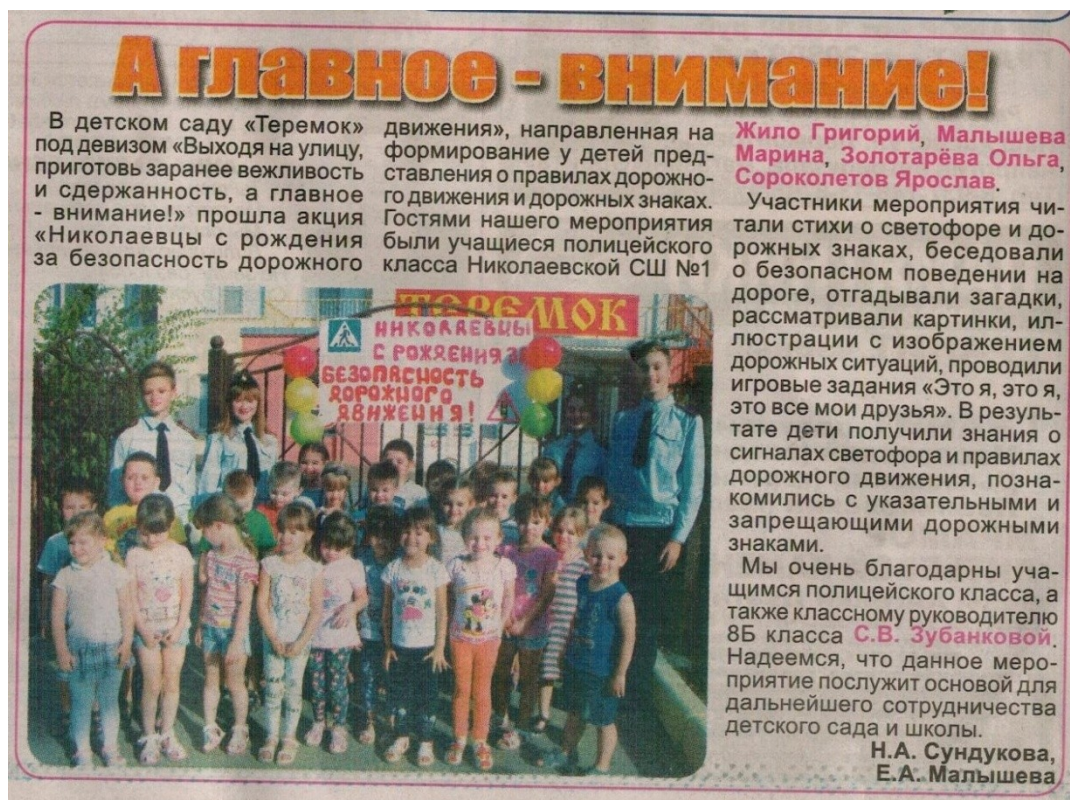 А главное - внимание!
В детском саду «Теремок»
под девизом «Выходя на улицу,
приготовь заранее вежливость
и сдержанность, а главное
- внимание!» прошла акция
«Николаевцы с рождения
за безопасность дорожного
движения», направленная на
формирование у детей пред-
ставления о правилах дорожно-
го движения и дорожных знаках.
Гостями нашего мероприятия
были учащиеся полицейского
класса Николаевской СШ №1
Жило Григорий, Малышева
Марина, Золотарёва Ольга,
Сороколетов Ярослав.
Участники мероприятия чи-
тали стихи о светофоре и до-
рожных знаках, беседовали
о безопасном поведении на
дороге, отгадывали загадки,
рассматривали картинки, ил-
люстрации с изображением
дорожных ситуаций, проводили
игровые задания «Это я, это я,
это все мои друзья». В резуль-
тате дети получили знания о
сигналах светофора и правилах
дорожного движения, позна-
комились с указательными и
запрещающими дорожными
знаками.
Мы очень благодарны уча-
щимся полицейского класса, а
также классному руководителю
8Б класса С.В. Зубанковой.
Надеемся, что данное меро-
приятие послужит основой для
дальнейшего сотрудничества
детского сада и школы.
Н.А. Сундукова,
Е.А. Малышева
ТЕРЕМОК
НИКОЛАЕВЦЫ
С РОЖДЕНИЯ ЗА
БЕЗОПАСНОСТЬ
ДОРОЖНОГО
ДВИЖЕНИЯ!